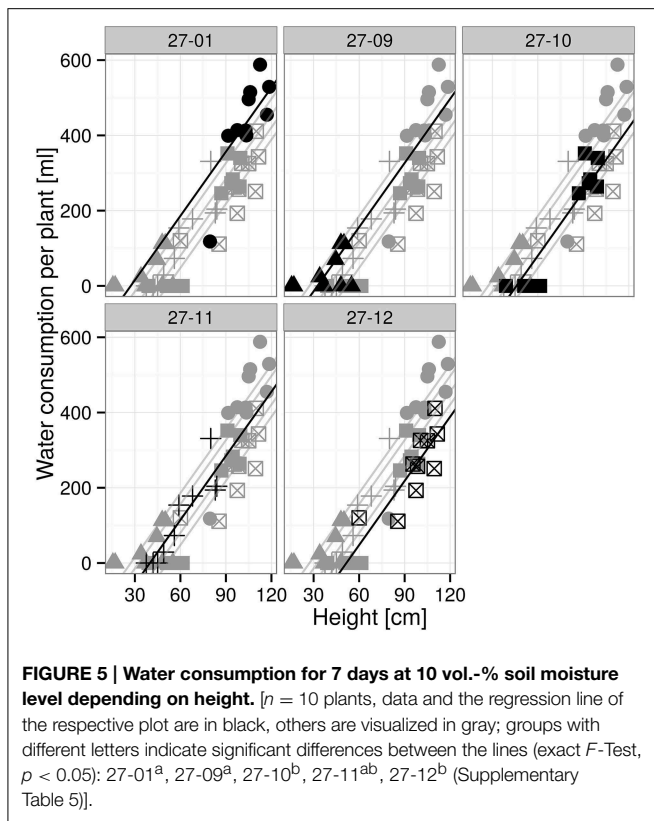 27-01 27-09 27-10
600
400
200
0
27-11 27-12
600
400
200
0
Water consumption per plant [ml]
30 60 90 120 30 60 90 120
Height [cm]
FIGURE 5 | Water consumption for 7 days at 10 vol.-% soil moisture
level depending on height. [n = 10 plants, data and the regression line of
the respective plot are in black, others are visualized in gray; groups with
different letters indicate significant differences between the lines (exact F-Test,
p < 0.05): 27-01ᵃ, 27-09ᵃ, 27-10ᵇ, 27-11ᵃᵇ, 27-12ᵇ (Supplementary
Table 5)].